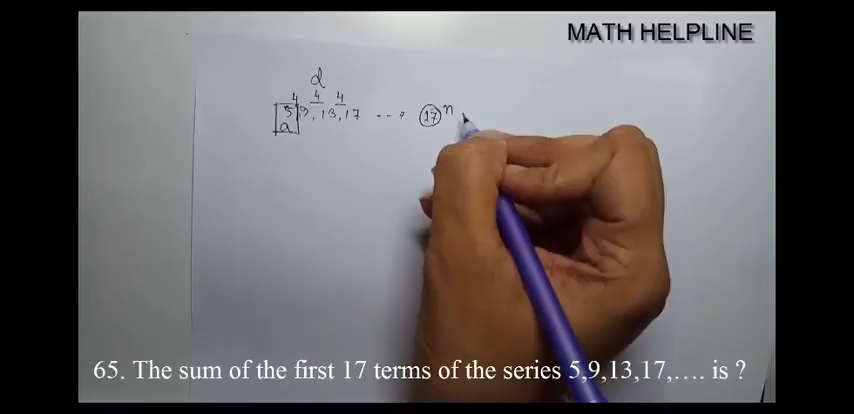 MATH HELPLINE
d
4 4 4
5, 9, 13, 17 ---, 17 n
a
65. The sum of the first 17 terms of the series 5,9,13,17,.... is ?